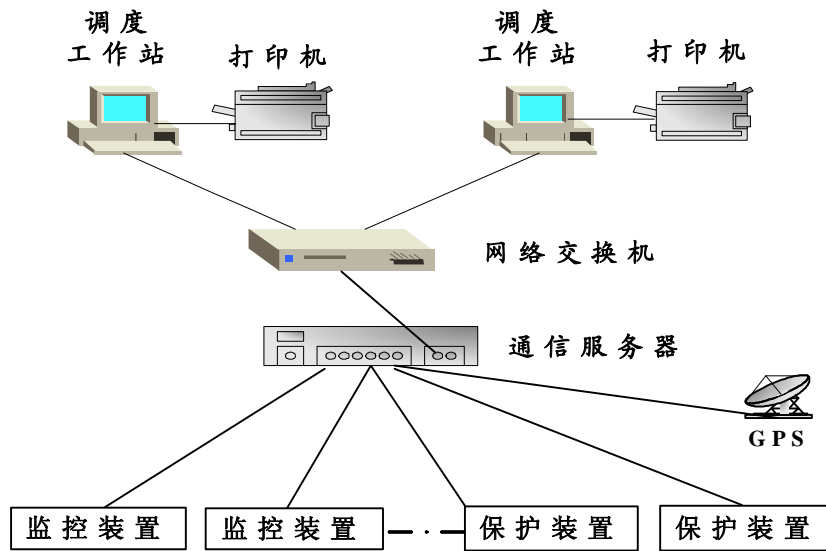 调度
工作站
打印机
调度
工作站
打印机
网络交换机
通信服务器
GPS
监控装置
监控装置
保护装置
保护装置